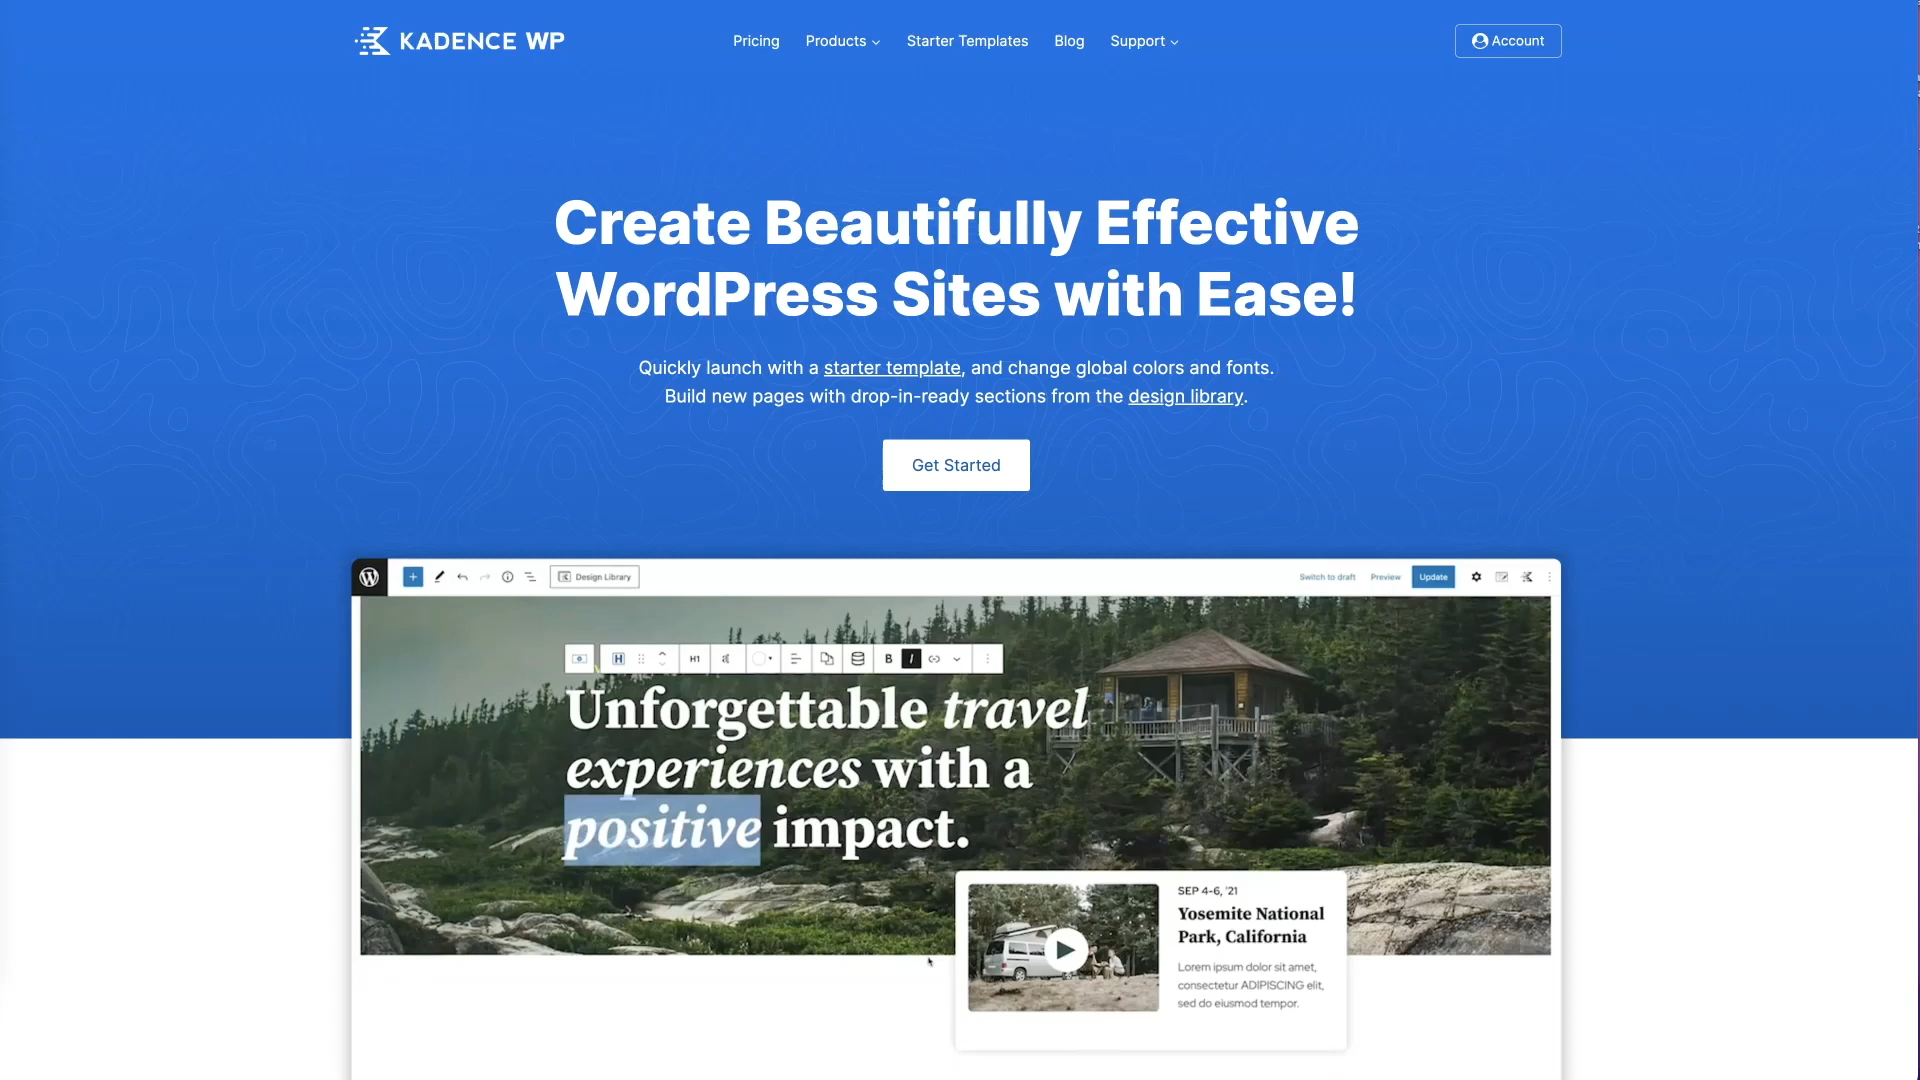 KADENCE WP
Pricing
Products
Starter Templates
Blog
Support
Account
Create Beautifully Effective
WordPress Sites with Ease!
Quickly launch with a starter template, and change global colors and fonts.
Build new pages with drop-in-ready sections from the design library.
Get Started
Design Library
Switch to draft
Preview
Update
H
H1
B
I
Unforgettable travel
experiences with a
positive impact.
SEP 4-6, '21
Yosemite National
Park, California
Lorem ipsum dolor sit amet,
consectetur ADIPISCING elit,
sed do eiusmod tempor.